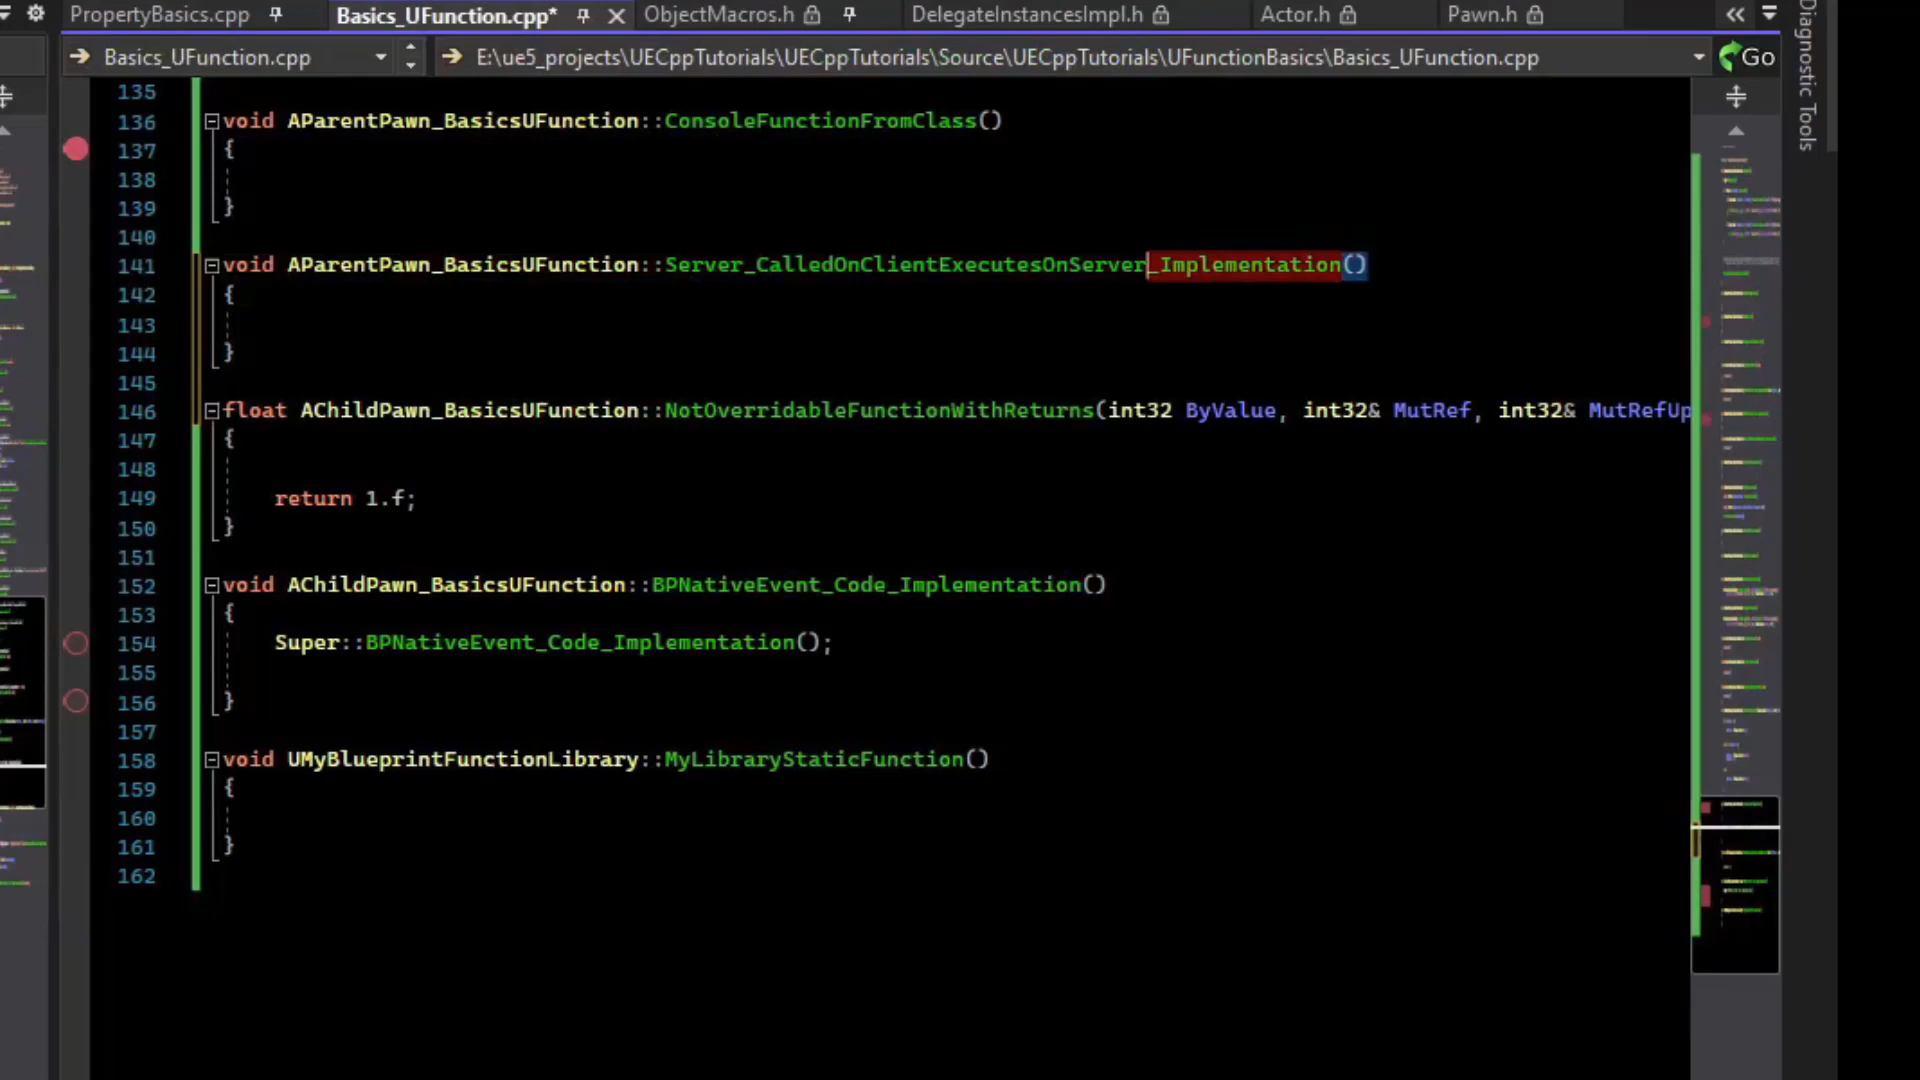 PropertyBasics.cpp Basics_UFunction.cpp* ObjectMacros.h DelegateInstancesImpl.h Actor.h Pawn.h
Basics_UFunction.cpp E:\ue5_projects\UECppTutorials\UECppTutorials\Source\UECppTutorials\UFunctionBasics\Basics_UFunction.cpp Go
Diagnostic Tools
135
136 void AParentPawn_BasicsUFunction::ConsoleFunctionFromClass()
137 {
138
139 }
140
141 void AParentPawn_BasicsUFunction::Server_CalledOnClientExecutesOnServer_Implementation()
142 {
143
144 }
145
146 float AChildPawn_BasicsUFunction::NotOverridableFunctionWithReturns(int32 ByValue, int32& MutRef, int32& MutRefUp
147 {
148
149 return 1.f;
150 }
151
152 void AChildPawn_BasicsUFunction::BPNativeEvent_Code_Implementation()
153 {
154 Super::BPNativeEvent_Code_Implementation();
155
156 }
157
158 void UMyBlueprintFunctionLibrary::MyLibraryStaticFunction()
159 {
160
161 }
162